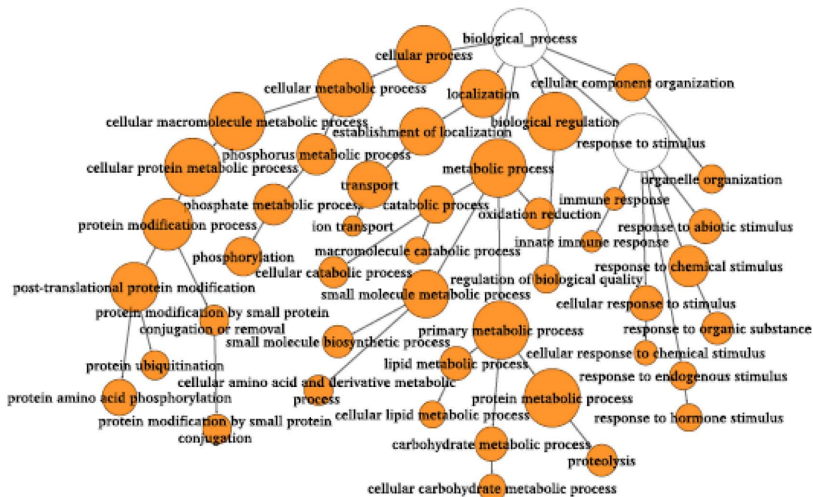 biological_process
cellular process
cellular component organization
cellular metabolic process
localization
cellular macromolecule metabolic process
biological regulation
establishment of localization
response to stimulus
phosphorus metabolic process
cellular protein metabolic process
metabolic process
organelle organization
transport
immune response
phosphate metabolic process
catabolic process
oxidation reduction
protein modification process
ion transport
response to abiotic stimulus
innate immune response
macromolecule catabolic process
phosphorylation
response to chemical stimulus
cellular catabolic process
regulation of biological quality
post-translational protein modification
small molecule metabolic process
cellular response to stimulus
protein modification by small protein
conjugation or removal
primary metabolic process
response to organic substance
small molecule biosynthetic process
cellular response to chemical stimulus
protein ubiquitination
lipid metabolic process
response to endogenous stimulus
cellular amino acid and derivative metabolic
process
protein amino acid phosphorylation
protein metabolic process
cellular lipid metabolic process
response to hormone stimulus
protein modification by small protein
conjugation
carbohydrate metabolic process
proteolysis
cellular carbohydrate metabolic process